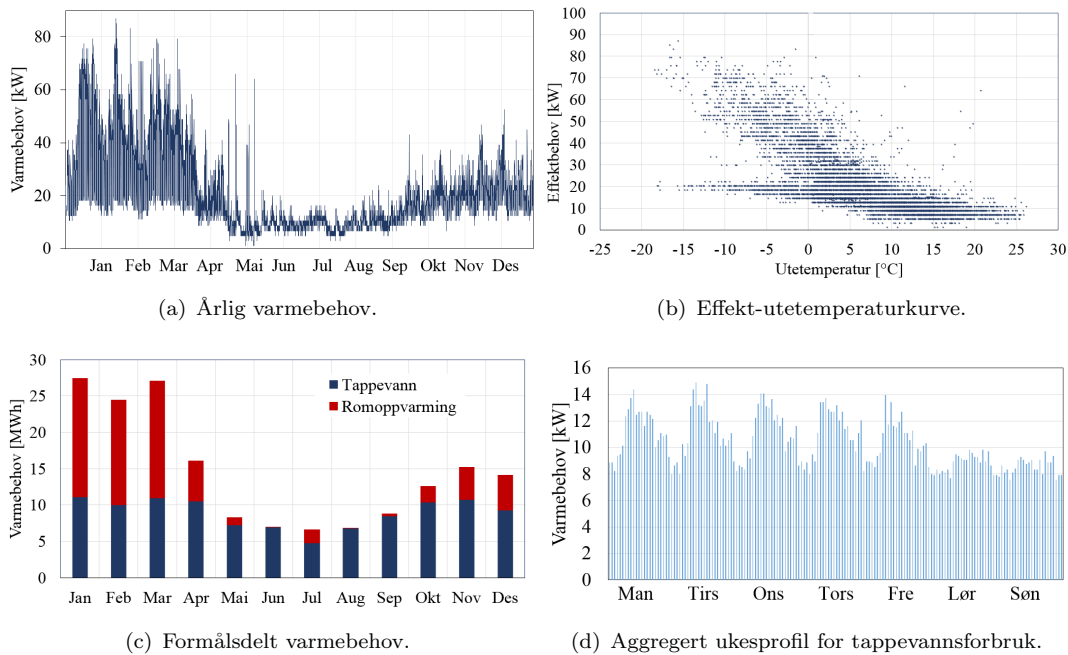 Varmebehov [kW]
80
60
40
20
0
Jan Feb Mar Apr Mai Jun Jul Aug Sep Okt Nov Des
(a) Årlig varmebehov.
Effektbehov [kW]
100
90
80
70
60
50
40
30
20
10
0
-25 -20 -15 -10 -5 0 5 10 15 20 25 30
Utetemperatur [°C]
(b) Effekt-utetemperaturkurve.
Varmebehov [MWh]
30
25
20
15
10
5
0
Tappevann
Romoppvarming
Jan Feb Mar Apr Mai Jun Jul Aug Sep Okt Nov Des
(c) Formålsdelt varmebehov.
Varmebehov [kW]
16
14
12
10
8
6
4
2
0
Man Tirs Ons Tors Fre Lør Søn
(d) Aggregert ukesprofil for tappevannsforbruk.